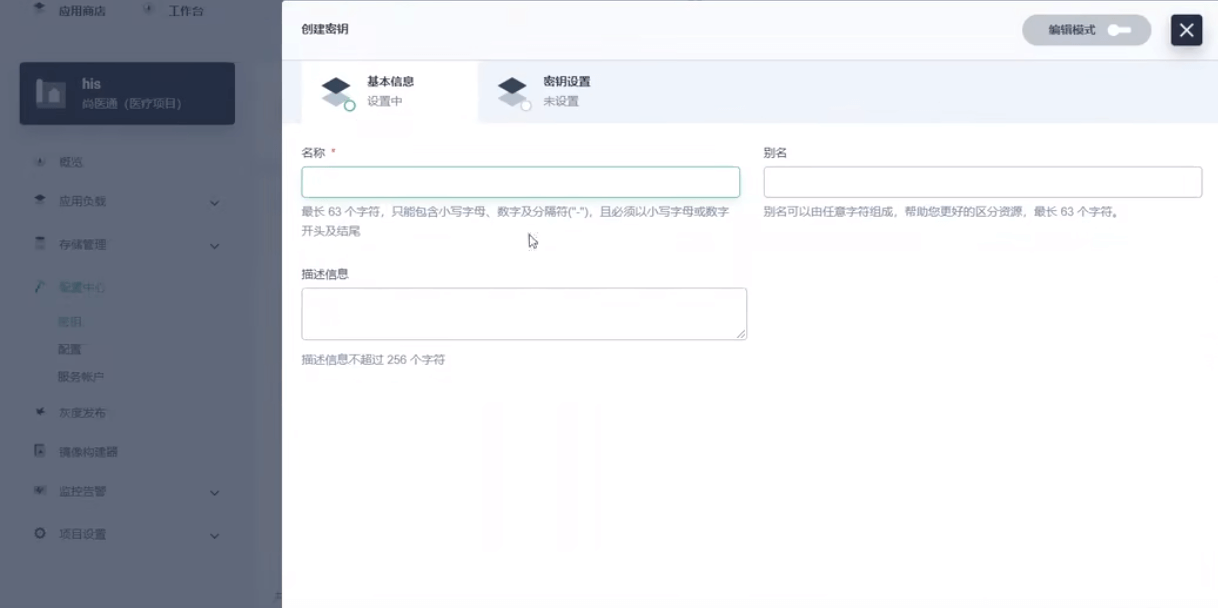 应用商店
工作台
创建密钥
编辑模式
his
尚医通（医疗项目）
基本信息
设置中
密钥设置
未设置
概览
应用负载
存储管理
配置中心
密钥
配置
服务帐户
灰度发布
镜像构建器
监控告警
项目设置
名称 *
最长 63 个字符，只能包含小写字母、数字及分隔符("-")，且必须以小写字母或数字
开头及结尾
别名
别名可以由任意字符组成，帮助您更好的区分资源，最长 63 个字符。
描述信息
描述信息不超过 256 个字符